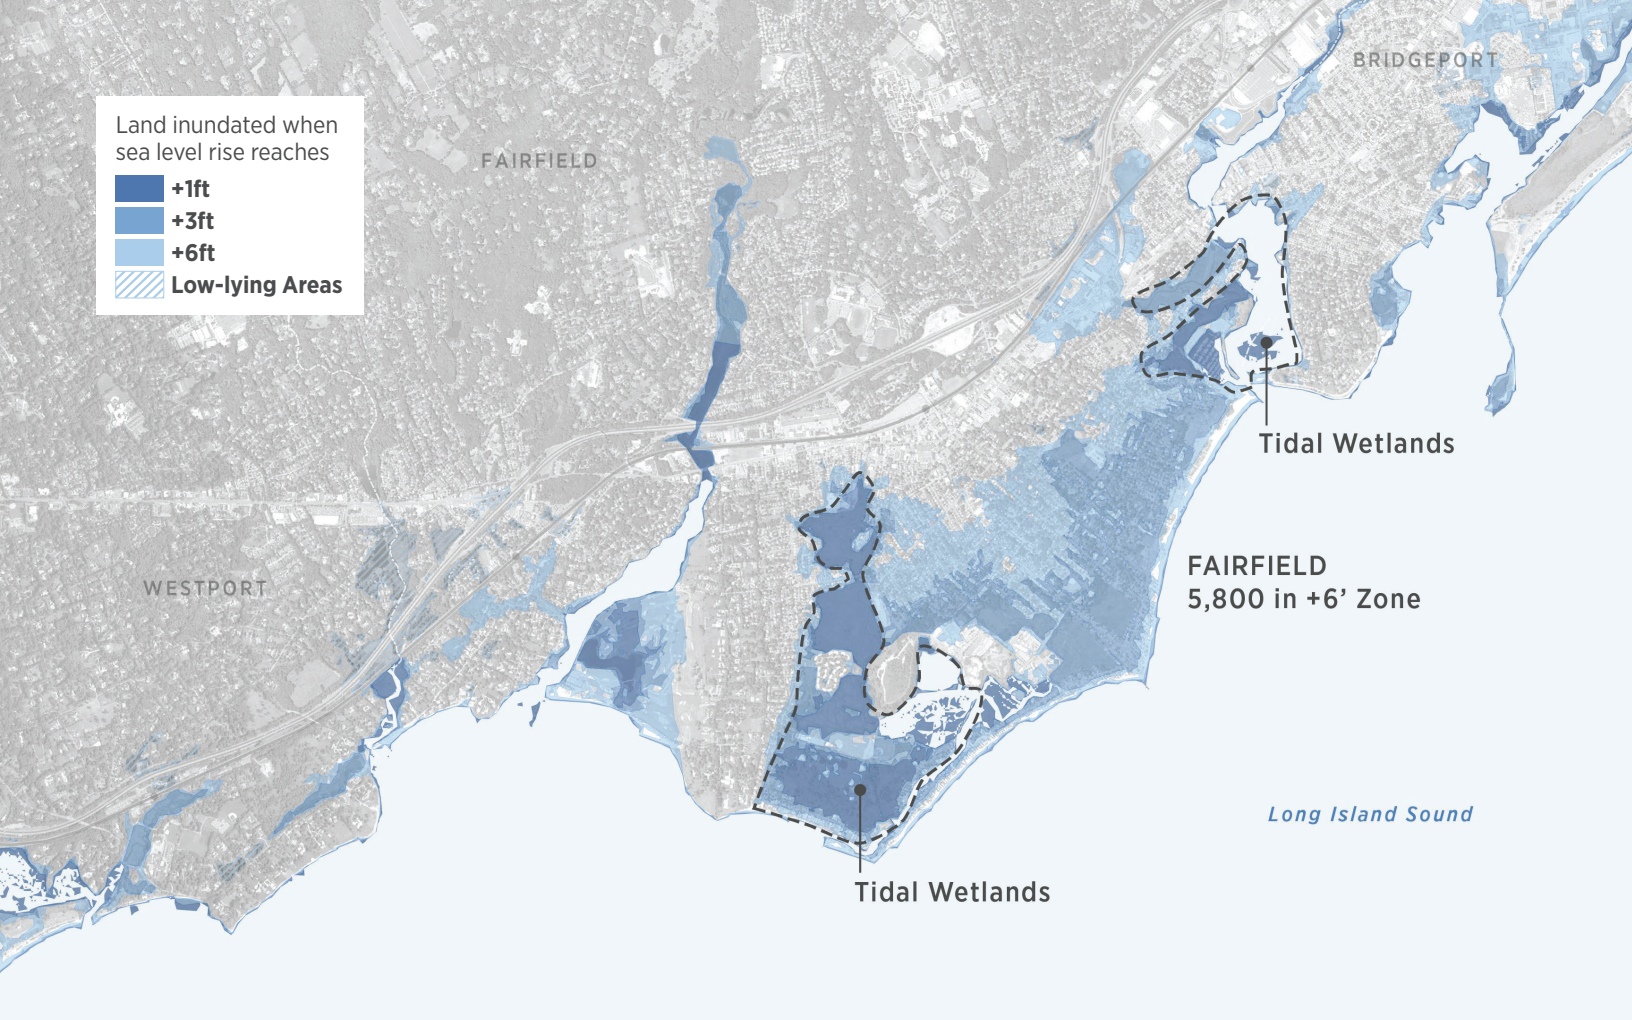 BRIDGEPORT
Land inundated when
sea level rise reaches
+1ft
+3ft
+6ft
Low-lying Areas
FAIRFIELD
Tidal Wetlands
FAIRFIELD
5,800 in +6’ Zone
WESTPORT
Long Island Sound
Tidal Wetlands